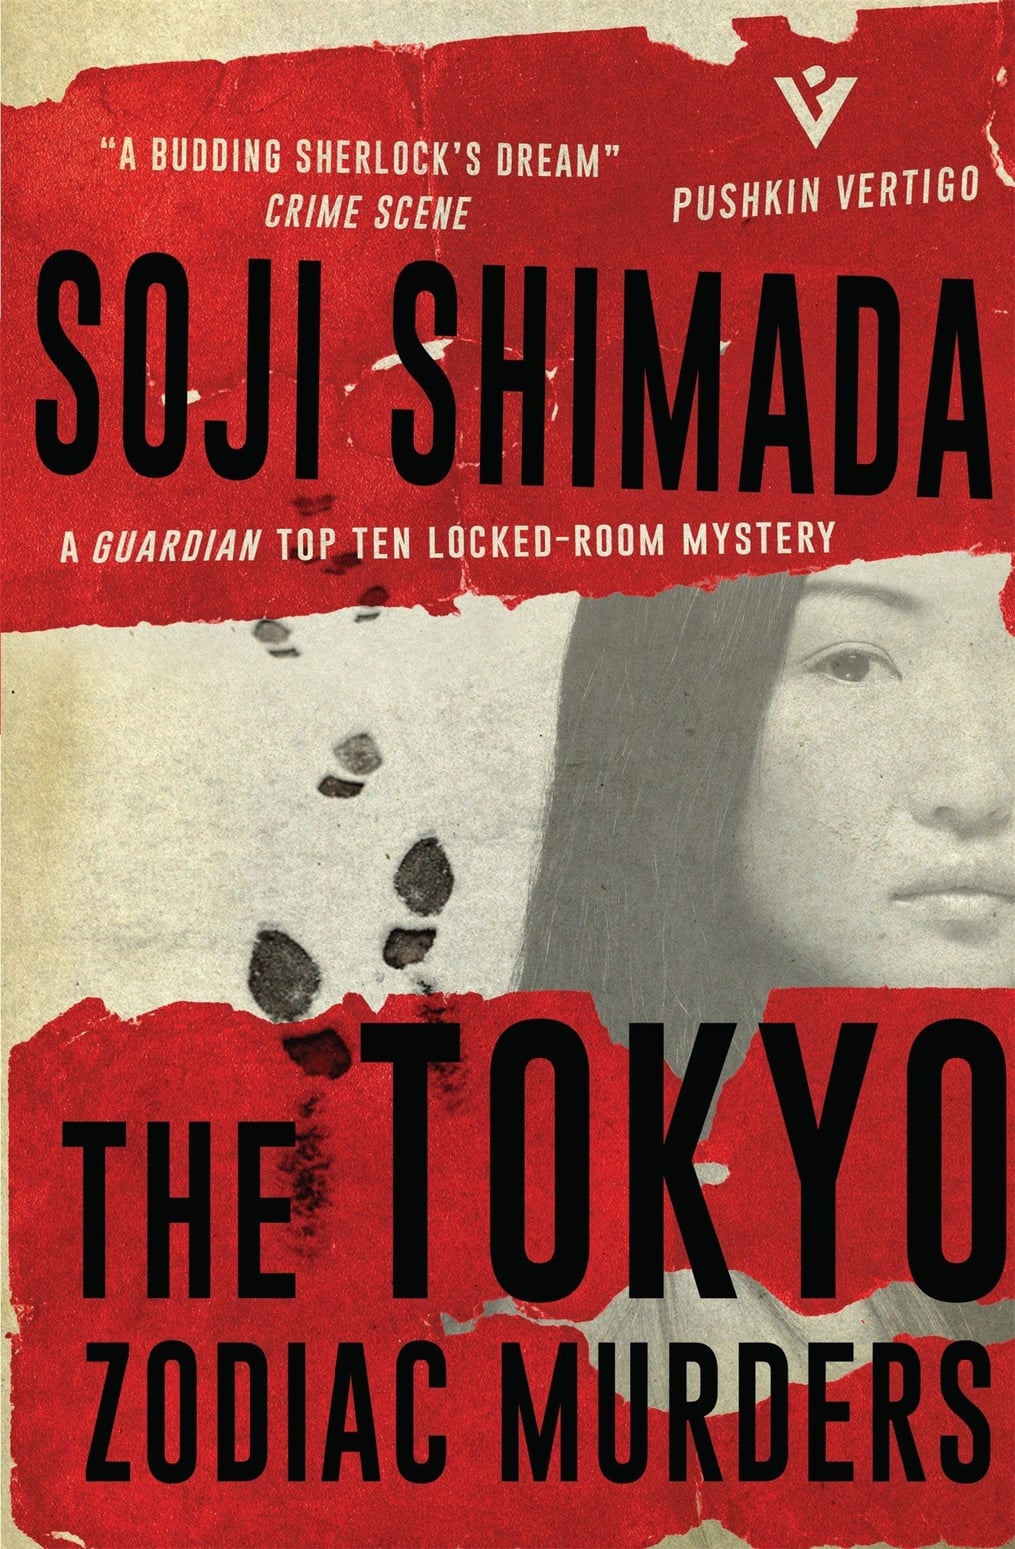 “A BUDDING SHERLOCK’S DREAM”
CRIME SCENE
PUSHKIN VERTIGO
SOJI SHIMADA
A GUARDIAN TOP TEN LOCKED-ROOM MYSTERY
THE TOKYO
ZODIAC MURDERS